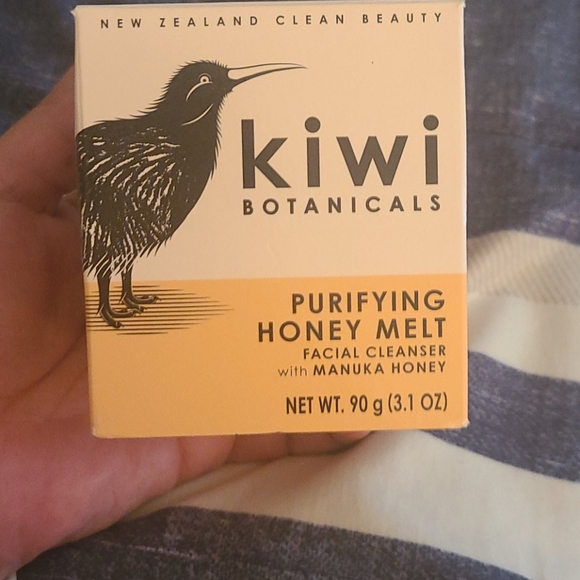 NEW ZEALAND CLEAN BEAUTY
kiwi
BOTANICALS
PURIFYING
HONEY MELT
FACIAL CLEANSER
with MANUKA HONEY
NET WT. 90 g (3.1 OZ)